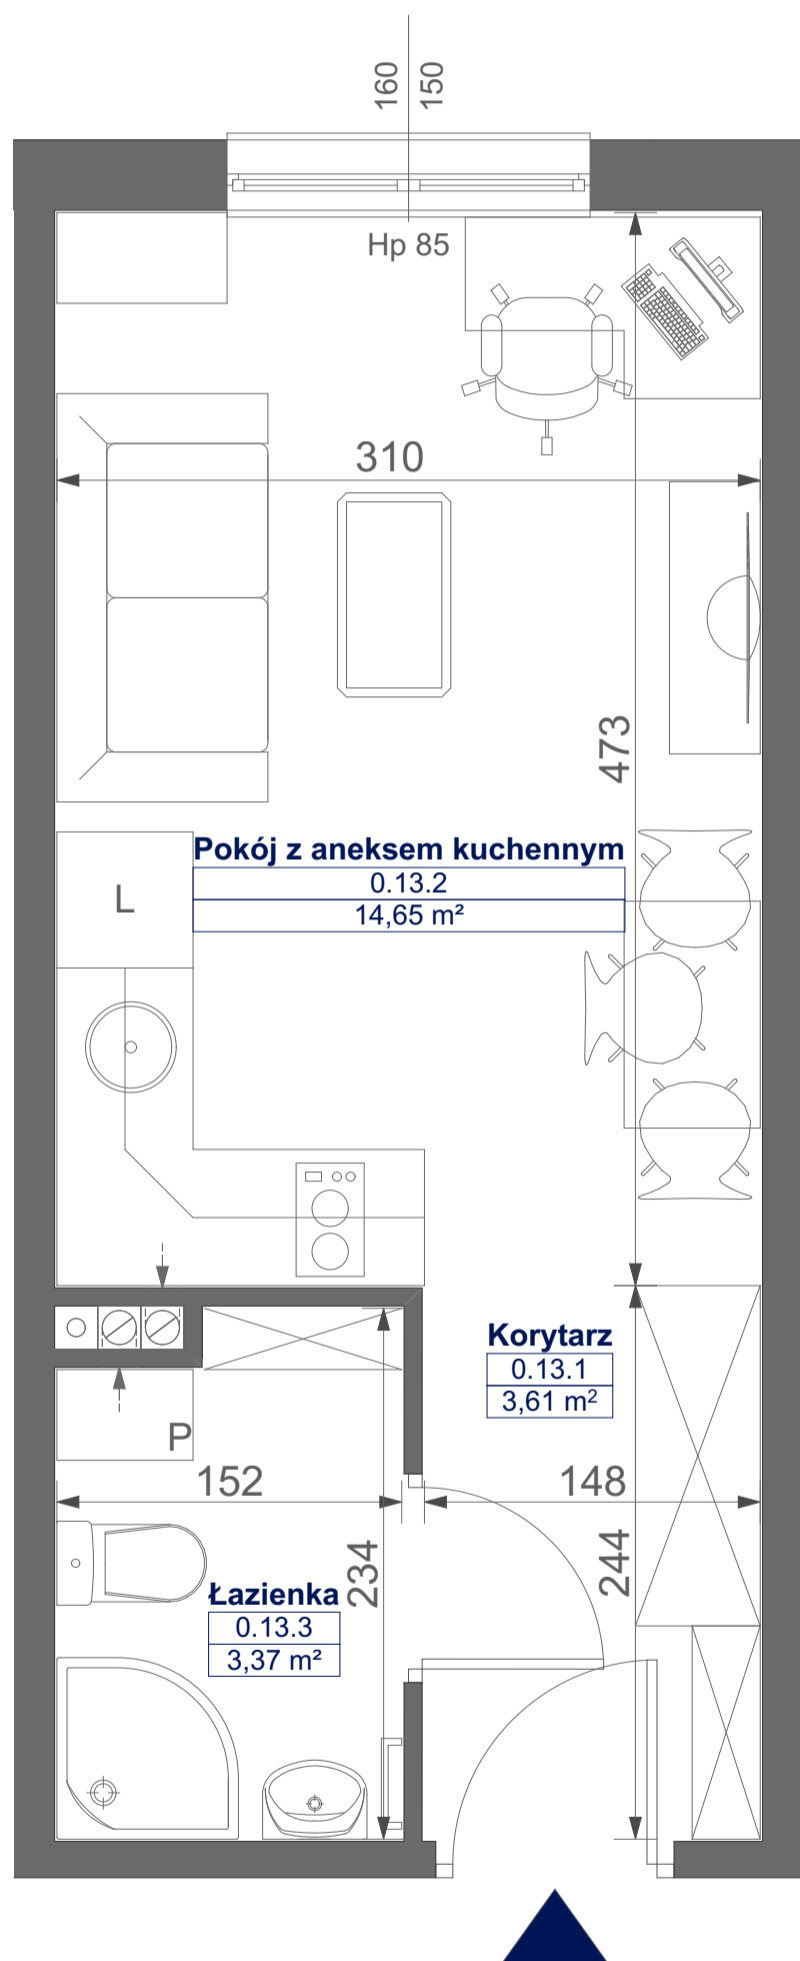 160
150
Hp 85
310
473
Pokój z aneksem kuchennym
0.13.2
14,65 m²
L
Korytarz
0.13.1
3,61 m²
P
152
148
234
244
Łazienka
0.13.3
3,37 m²